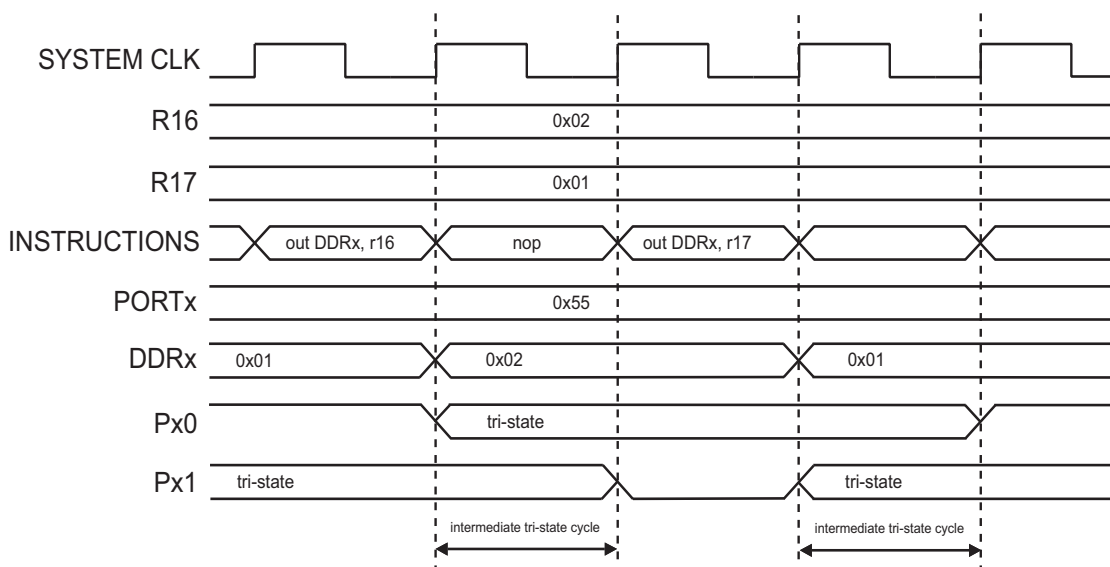 SYSTEM CLK
R16
0x02
R17
0x01
INSTRUCTIONS
out DDRx, r16
nop
out DDRx, r17
PORTx
0x55
DDRx
0x01
0x02
0x01
Px0
tri-state
Px1
tri-state
tri-state
intermediate tri-state cycle
intermediate tri-state cycle